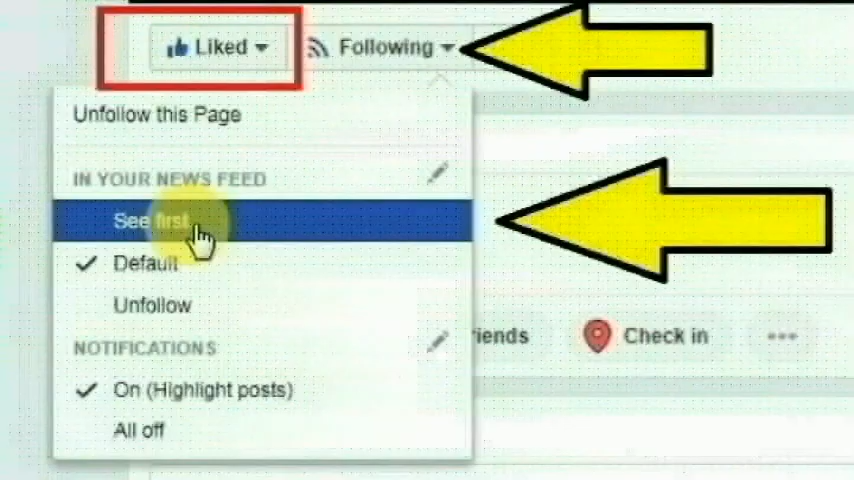 Liked Following
Unfollow this Page
IN YOUR NEWS FEED
See first
Default
Unfollow
NOTIFICATIONS
riends Check in
On (Highlight posts)
All off